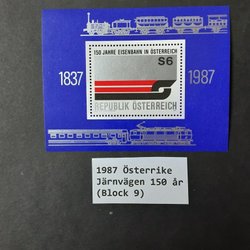 150 JAHRE EISENBAHN IN ÖSTERREICH
S6
1837
1987
REPUBLIK ÖSTERREICH
1987 Österrike
Järnvägen 150 år
(Block 9)